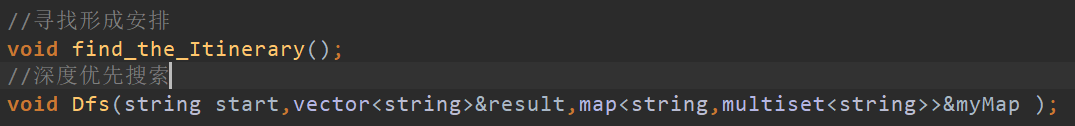 //寻找形成安排
void find_the_Itinerary();
//深度优先搜索
void Dfs(string start,vector<string>&result,map<string,multiset<string>>&myMap );